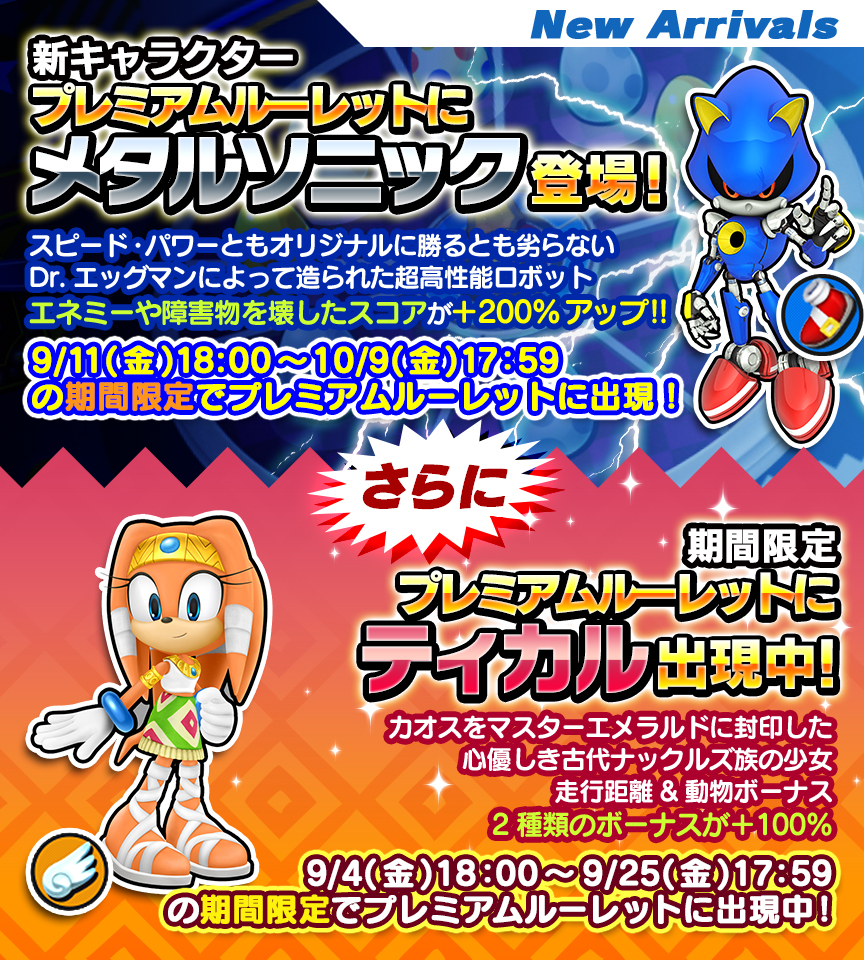 New Arrivals
新キャラクター
プレミアムルーレットに
メタルソニック登場!
スピード・パワーともオリジナルに勝るとも劣らない
Dr. エッグマンによって造られた超高性能ロボット
エネミーや障害物を壊したスコアが+200%アップ!!
9/11(金)18:00~10/9(金)17:59
の期間限定でプレミアムルーレットに出現!
さらに
期間限定
プレミアムルーレットに
ティカル出現中!
カオスをマスターエメラルドに封印した
心優しき古代ナックルズ族の少女
走行距離 & 動物ボーナス
2種類のボーナスが+100%
9/4(金)18:00~9/25(金)17:59
の期間限定でプレミアムルーレットに出現中!